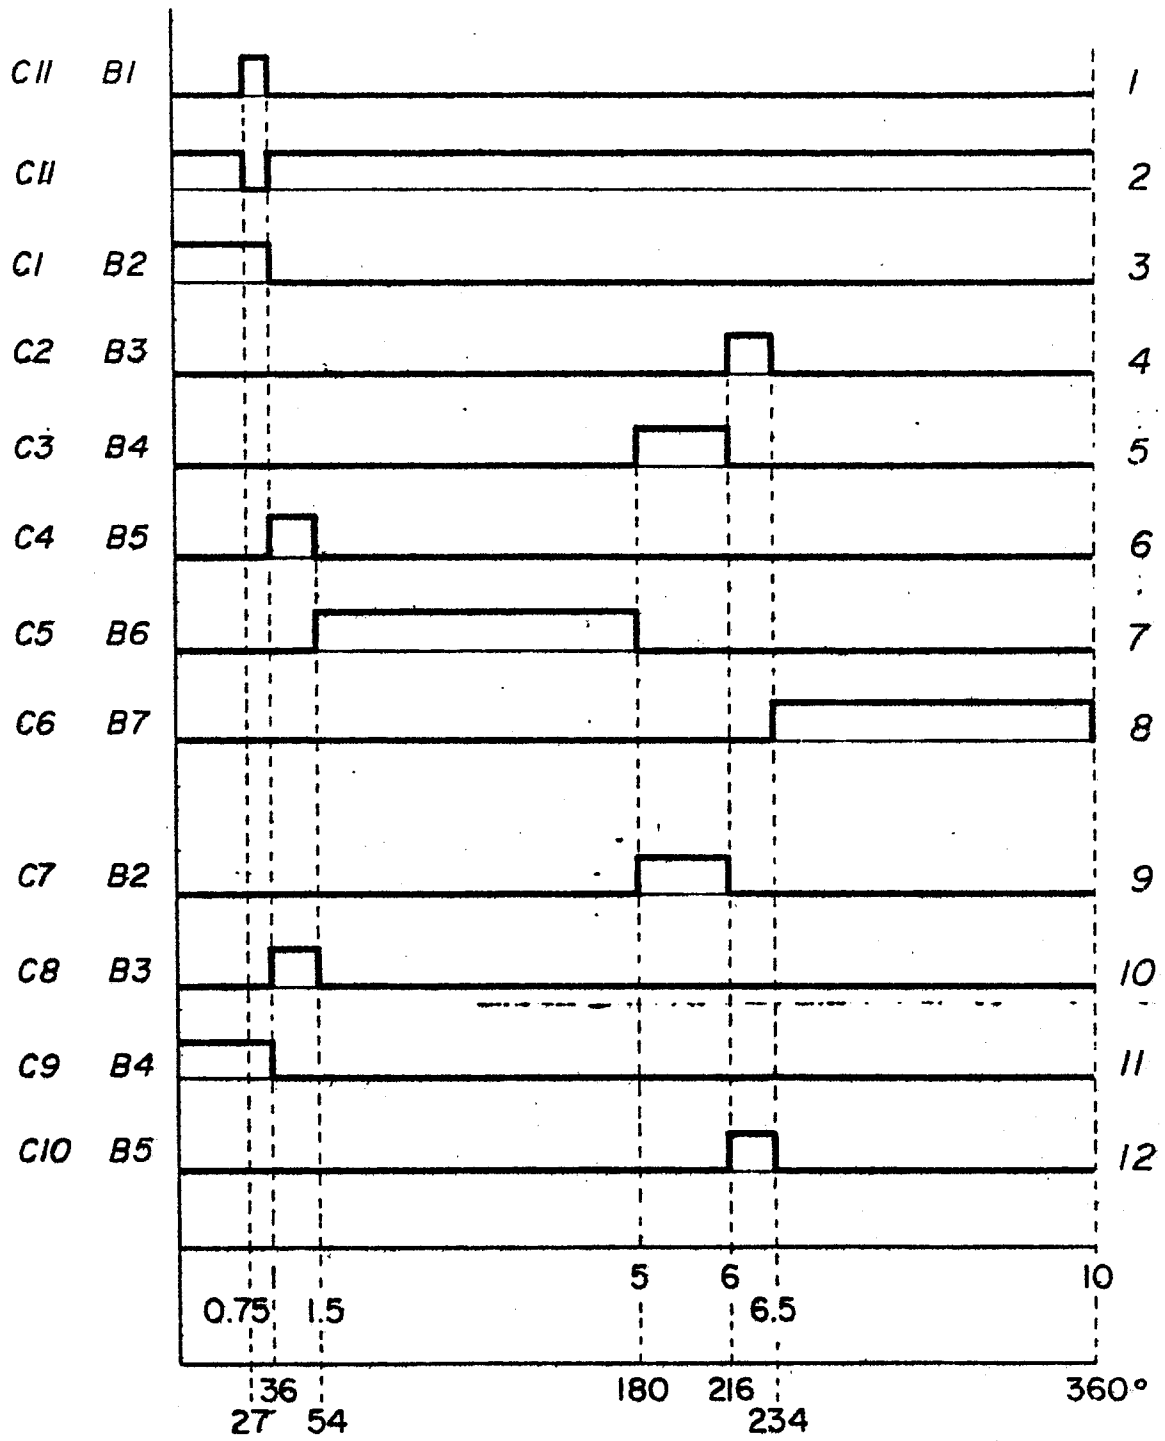 C11 B1 1
C11 2
C1 B2 3
C2 B3 4
C3 B4 5
C4 B5 6
C5 B6 7
C6 B7 8
C7 B2 9
C8 B3 10
C9 B4 11
C10 B5 12
1 5 6 10
0.75 1.5 6.5
36 180 216 360°
27 54 234